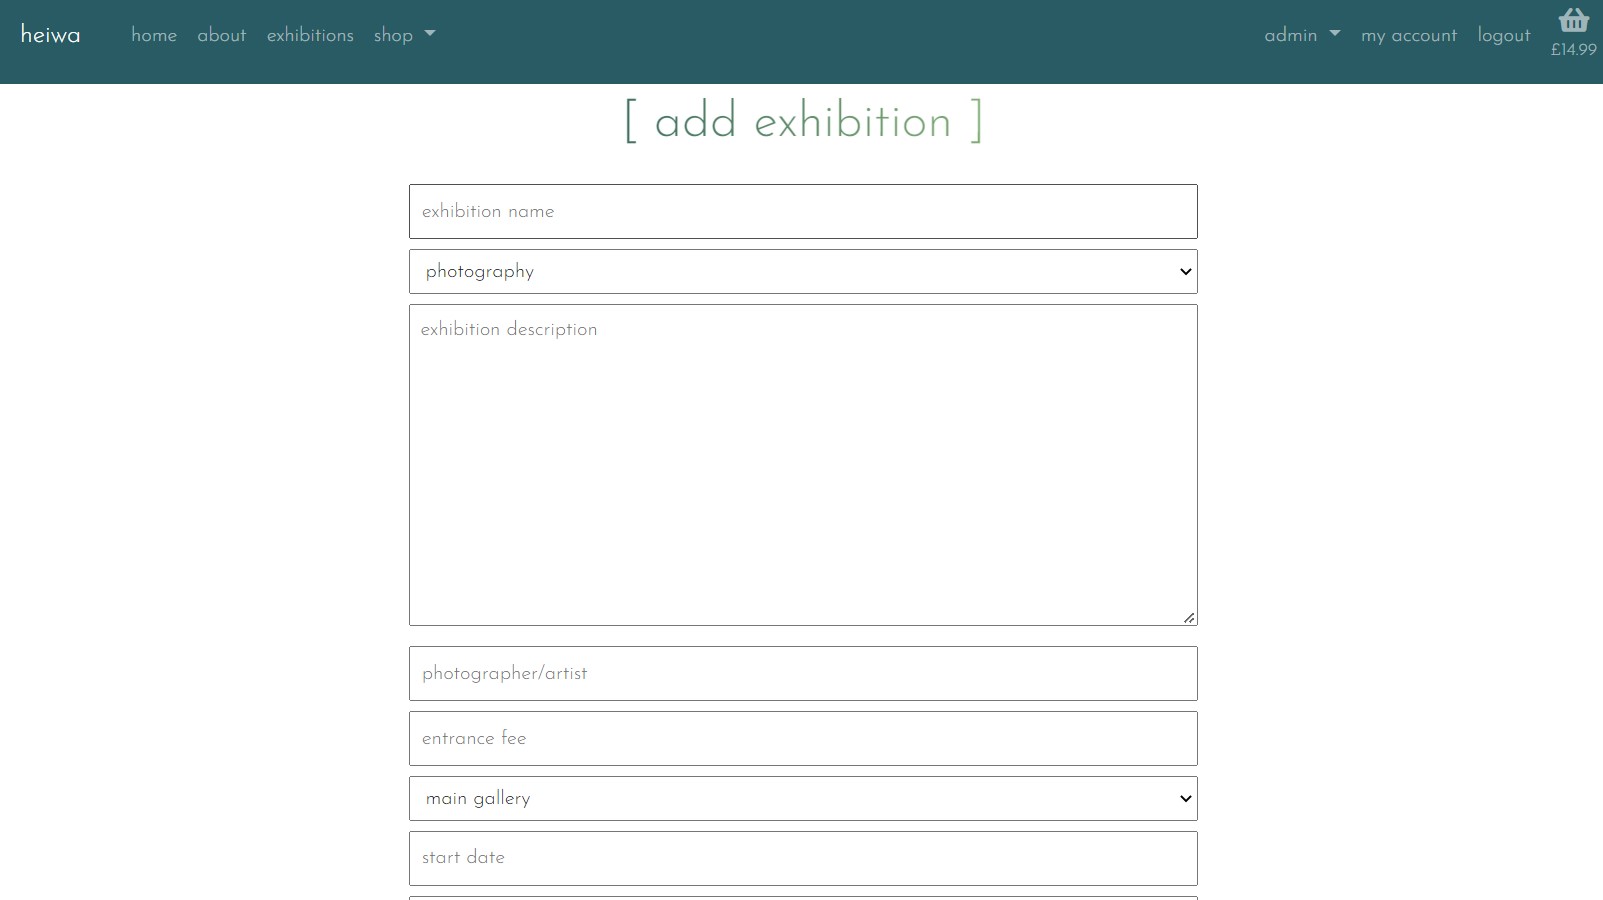 heiwa home about exhibitions shop admin my account logout
£14.99
[ add exhibition ]
exhibition name
photography
exhibition description
photographer/artist
entrance fee
main gallery
start date